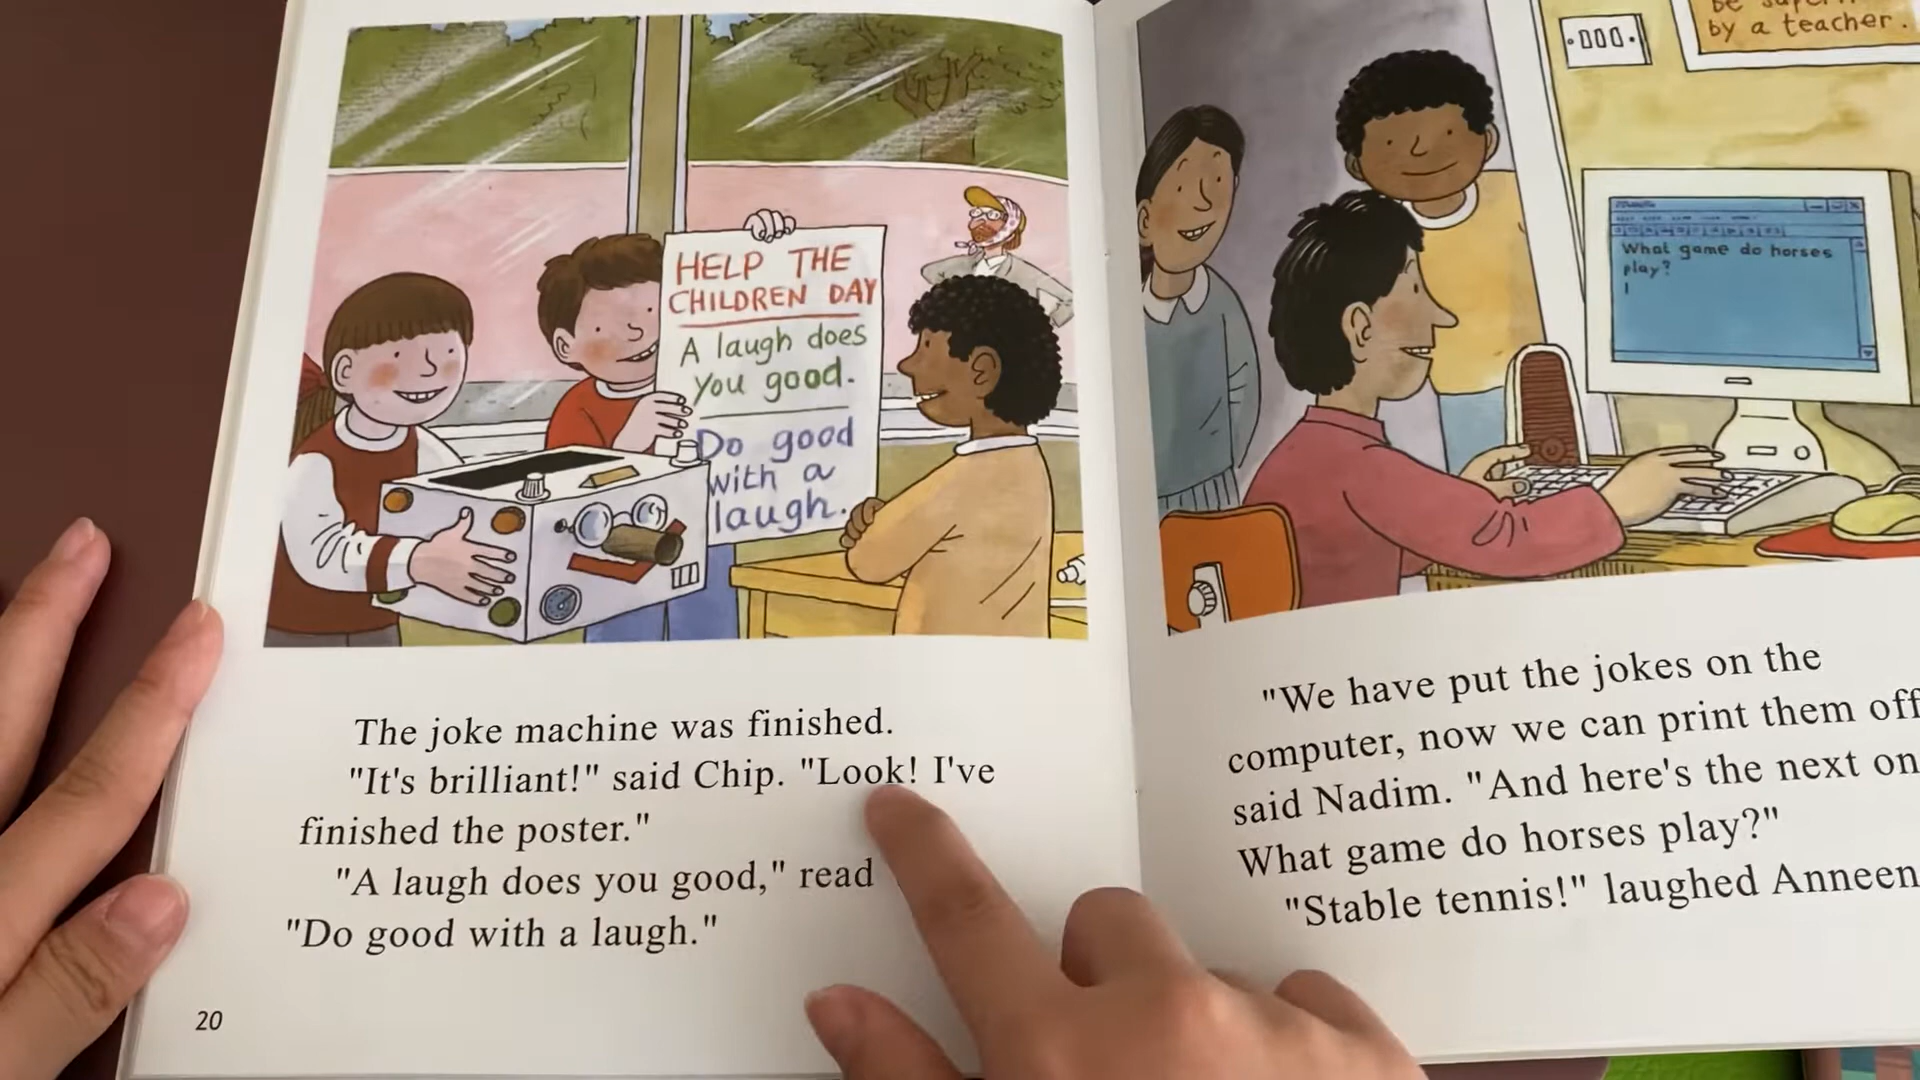 HELP THE
CHILDREN DAY
A laugh does
you good.
Do good
with a
laugh.
The joke machine was finished.
"It's brilliant!" said Chip. "Look! I've
finished the poster."
"A laugh does you good," read
"Do good with a laugh."
20
by a teacher.
What game do horses
play?
"We have put the jokes on the
computer, now we can print them off
said Nadim. "And here's the next
What game do horses play?"
"Stable tennis!" laughed Anneen